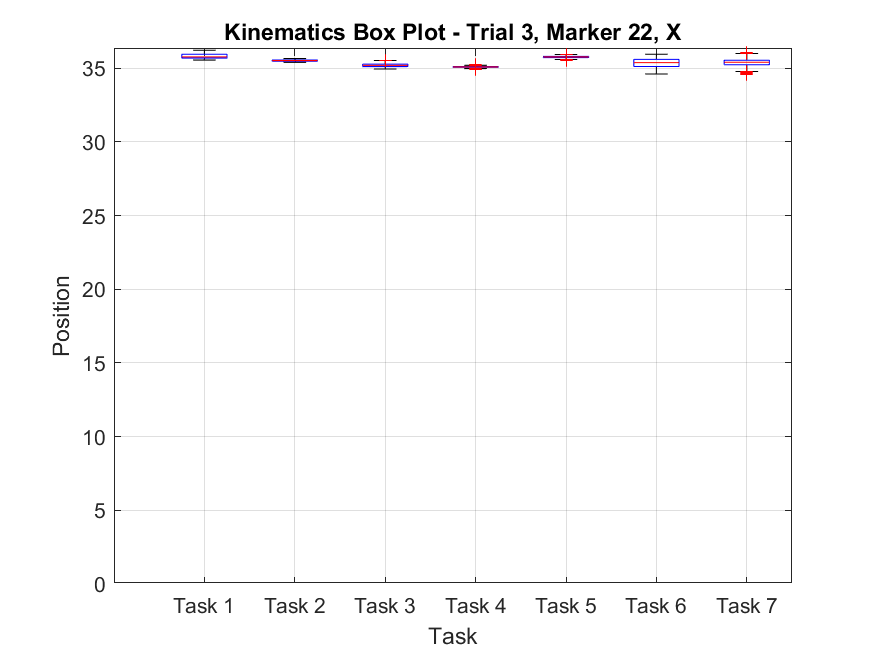 Kinematics Box Plot - Trial 3, Marker 22, X
Position
35
30
25
20
15
10
5
0
Task 1 Task 2 Task 3 Task 4 Task 5 Task 6 Task 7
Task